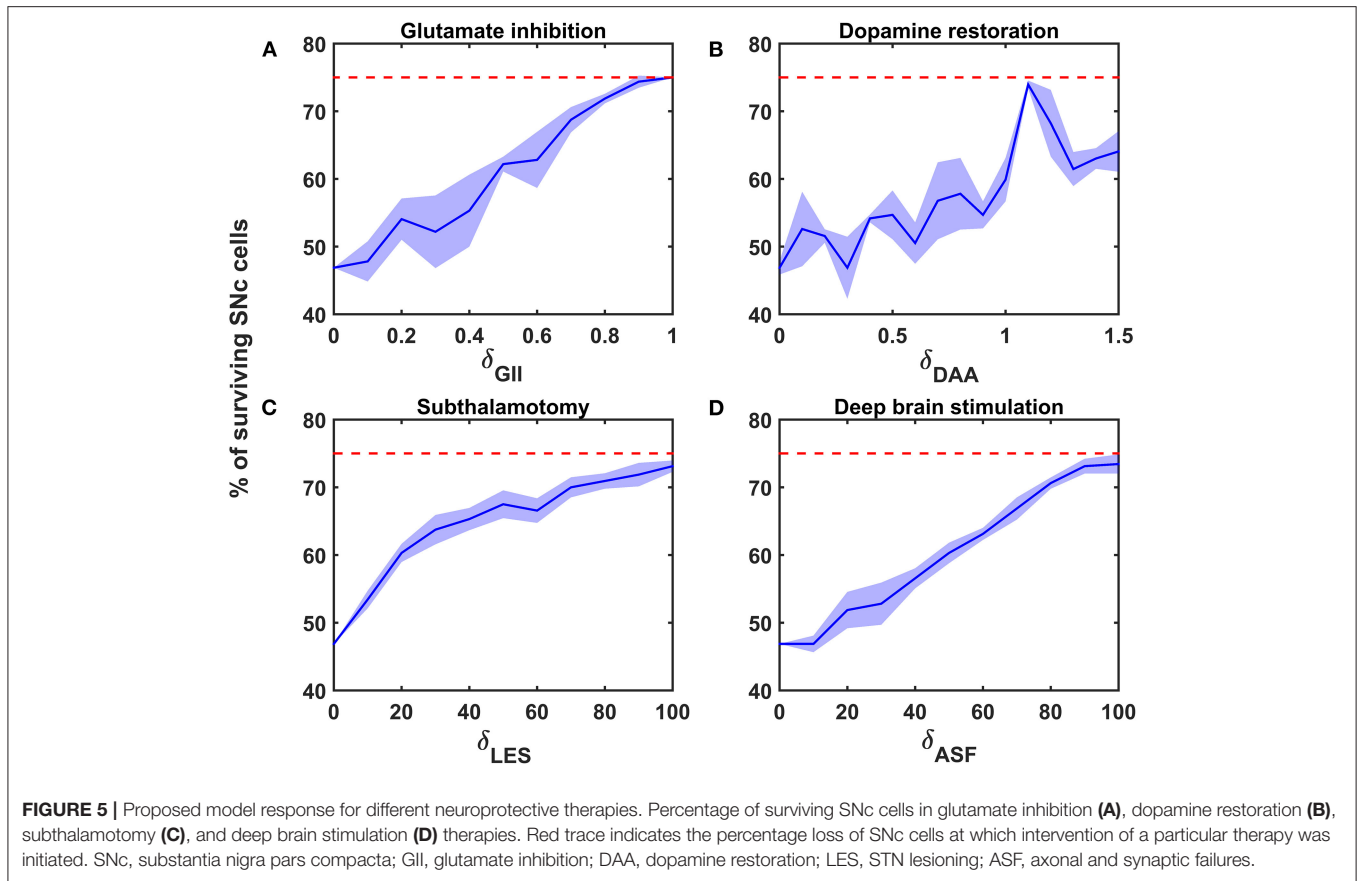 A
Glutamate inhibition
80
70
60
50
40
0 0.2 0.4 0.6 0.8 1
δGII
B
Dopamine restoration
80
70
60
50
40
0 0.5 1 1.5
δDAA
% of surviving SNc cells
C
Subthalamotomy
80
70
60
50
40
0 20 40 60 80 100
δLES
D
Deep brain stimulation
80
70
60
50
40
0 20 40 60 80 100
δASF
FIGURE 5 | Proposed model response for different neuroprotective therapies. Percentage of surviving SNc cells in glutamate inhibition (A), dopamine restoration (B),
subthalamotomy (C), and deep brain stimulation (D) therapies. Red trace indicates the percentage loss of SNc cells at which intervention of a particular therapy was
initiated. SNc, substantia nigra pars compacta; GII, glutamate inhibition; DAA, dopamine restoration; LES, STN lesioning; ASF, axonal and synaptic failures.